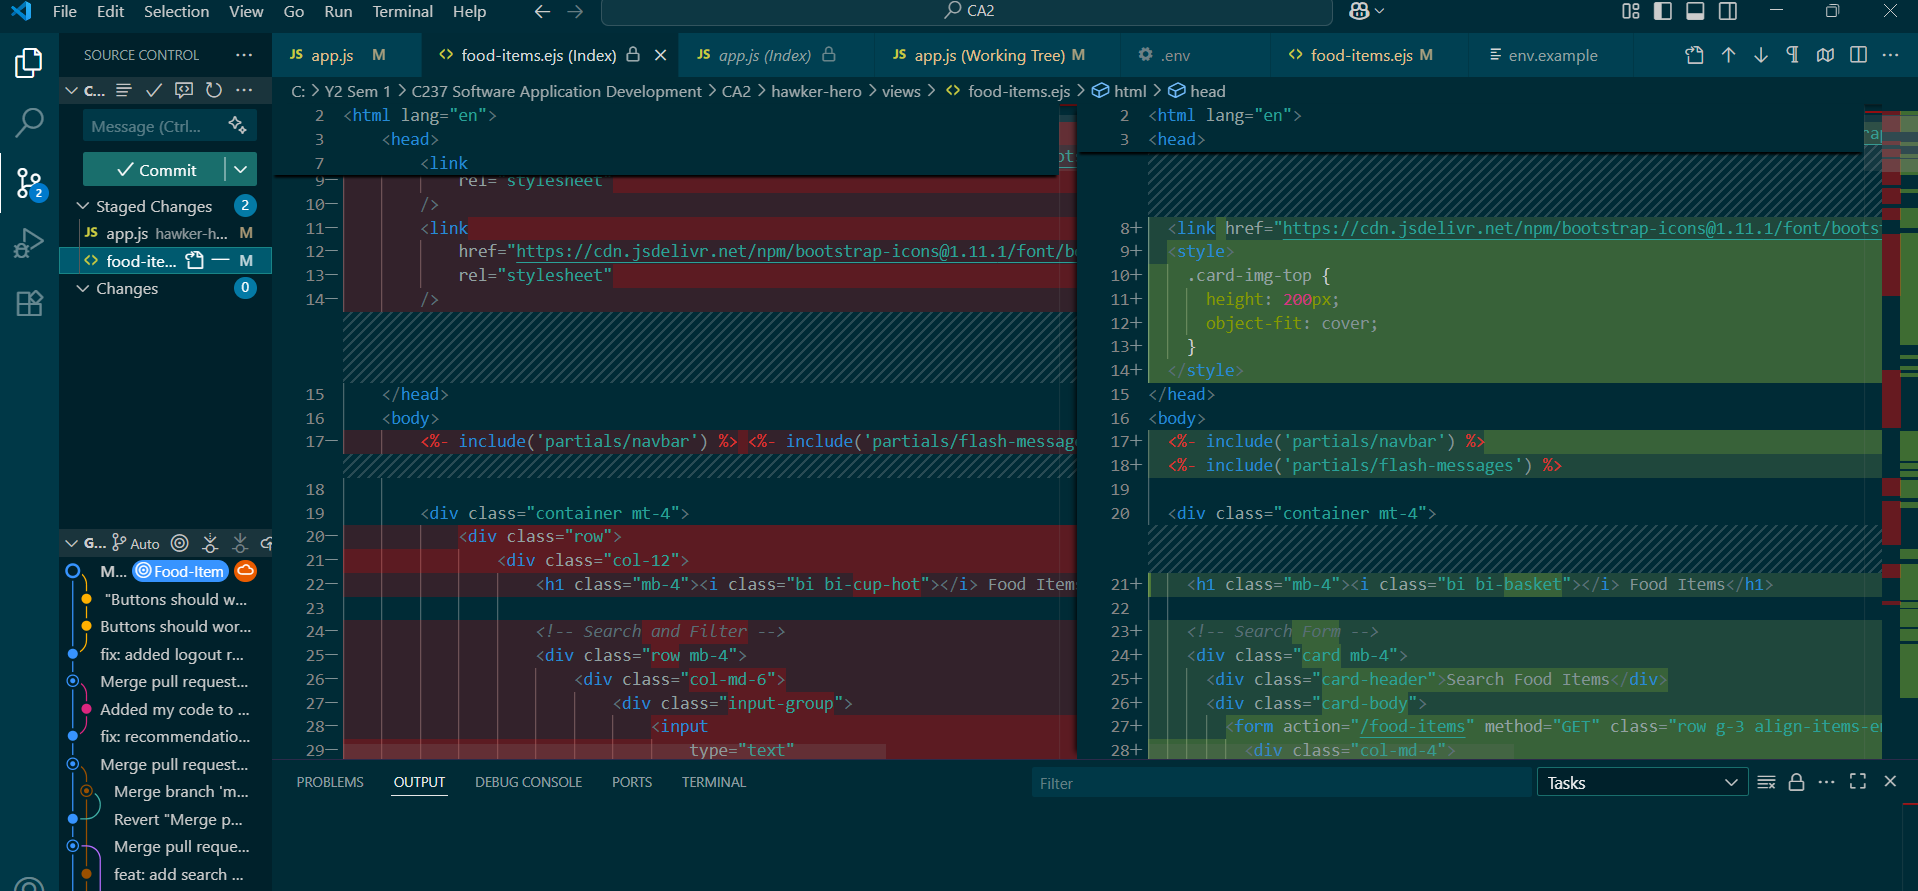 File Edit Selection View Go Run Terminal Help
CA2
SOURCE CONTROL ···
JS app.js M
<> food-items.ejs (Index)
JS app.js (Index)
JS app.js (Working Tree) M
.env
<> food-items.ejs M
env.example
C...
C: > Y2 Sem 1 > C237 Software Application Development > CA2 > hawker-hero > views > <> food-items.ejs > html > head
Message (Ctrl...
Commit
Staged Changes 2
JS app.js hawker-h... M
<> food-ite... M
Changes 0
2
G... Auto
M... Food-Item
"Buttons should w...
Buttons should wor...
fix: added logout r...
Merge pull request...
Added my code to ...
fix: recommendatio...
Merge pull request...
Merge branch 'm...
Revert "Merge p...
Merge pull reque...
feat: add search ...
2 <html lang="en">
3 <head>
7 <link
9− rel="stylesheet"
10− />
11− <link
12− href="https://cdn.jsdelivr.net/npm/bootstrap-icons@1.11.1/font/bo
13− rel="stylesheet"
14− />
15 </head>
16 <body>
17− <%- include('partials/navbar') %> <%- include('partials/flash-message
18
19 <div class="container mt-4">
20− <div class="row">
21− <div class="col-12">
22− <h1 class="mb-4"><i class="bi bi-cup-hot"></i> Food Item
23
24− <!-- Search and Filter -->
25− <div class="row mb-4">
26− <div class="col-md-6">
27− <div class="input-group">
28− <input
29− type="text"
2 <html lang="en">
3 <head>
8+ <link href="https://cdn.jsdelivr.net/npm/bootstrap-icons@1.11.1/font/boots
9+ <style>
10+ .card-img-top {
11+ height: 200px;
12+ object-fit: cover;
13+ }
14+ </style>
15 </head>
16 <body>
17+ <%- include('partials/navbar') %>
18+ <%- include('partials/flash-messages') %>
19
20 <div class="container mt-4">
21+ <h1 class="mb-4"><i class="bi bi-basket"></i> Food Items</h1>
22
23+ <!-- Search Form -->
24+ <div class="card mb-4">
25+ <div class="card-header">Search Food Items</div>
26+ <div class="card-body">
27+ <form action="/food-items" method="GET" class="row g-3 align-items-e
28+ <div class="col-md-4">
PROBLEMS OUTPUT DEBUG CONSOLE PORTS TERMINAL
Filter
Tasks